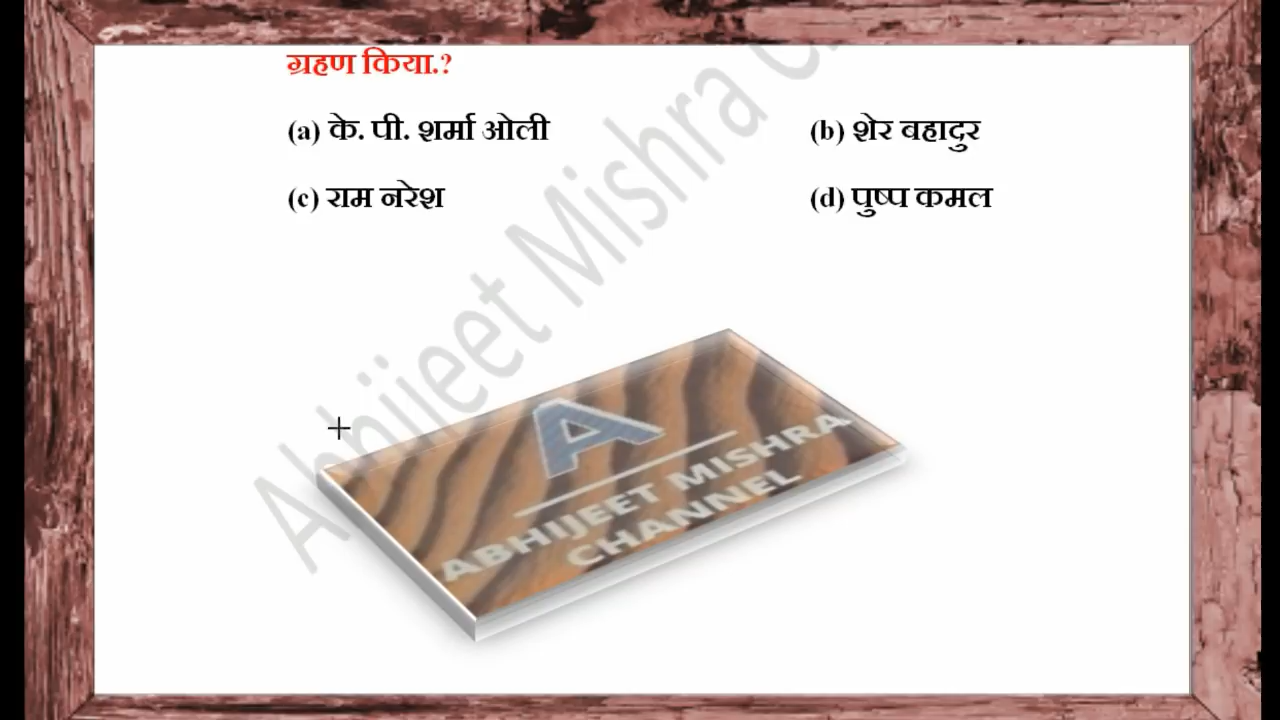 ग्रहण किया.?
(a) के. पी. शर्मा ओली
(b) शेर बहादुर
(c) राम नरेश
(d) पुष्प कमल
Abhijeet Mishra
A
ABHIJEET MISHRA
CHANNEL